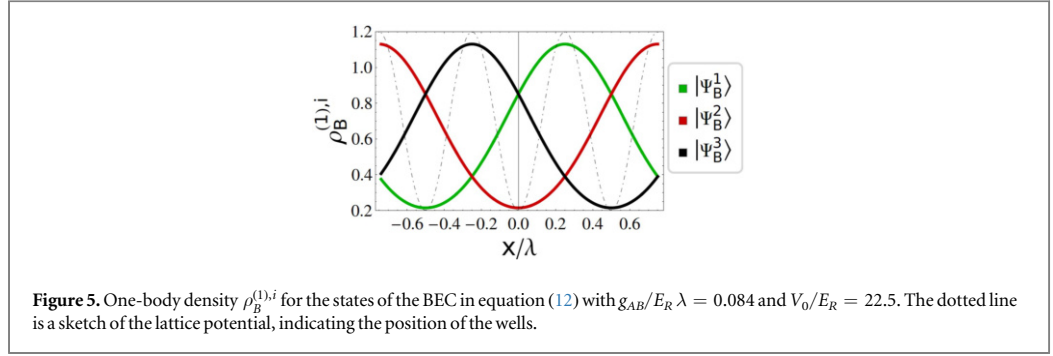 1.2
1.0
0.8
0.6
0.4
0.2
ρ_B^{(1),i}
−0.6 −0.4 −0.2 0.0 0.2 0.4 0.6
x/λ
|Ψ_B^1⟩
|Ψ_B^2⟩
|Ψ_B^3⟩
Figure 5. One-body density ρ_B^{(1),i} for the states of the BEC in equation (12) with g_{AB}/E_R λ = 0.084 and V_0/E_R = 22.5. The dotted line
is a sketch of the lattice potential, indicating the position of the wells.